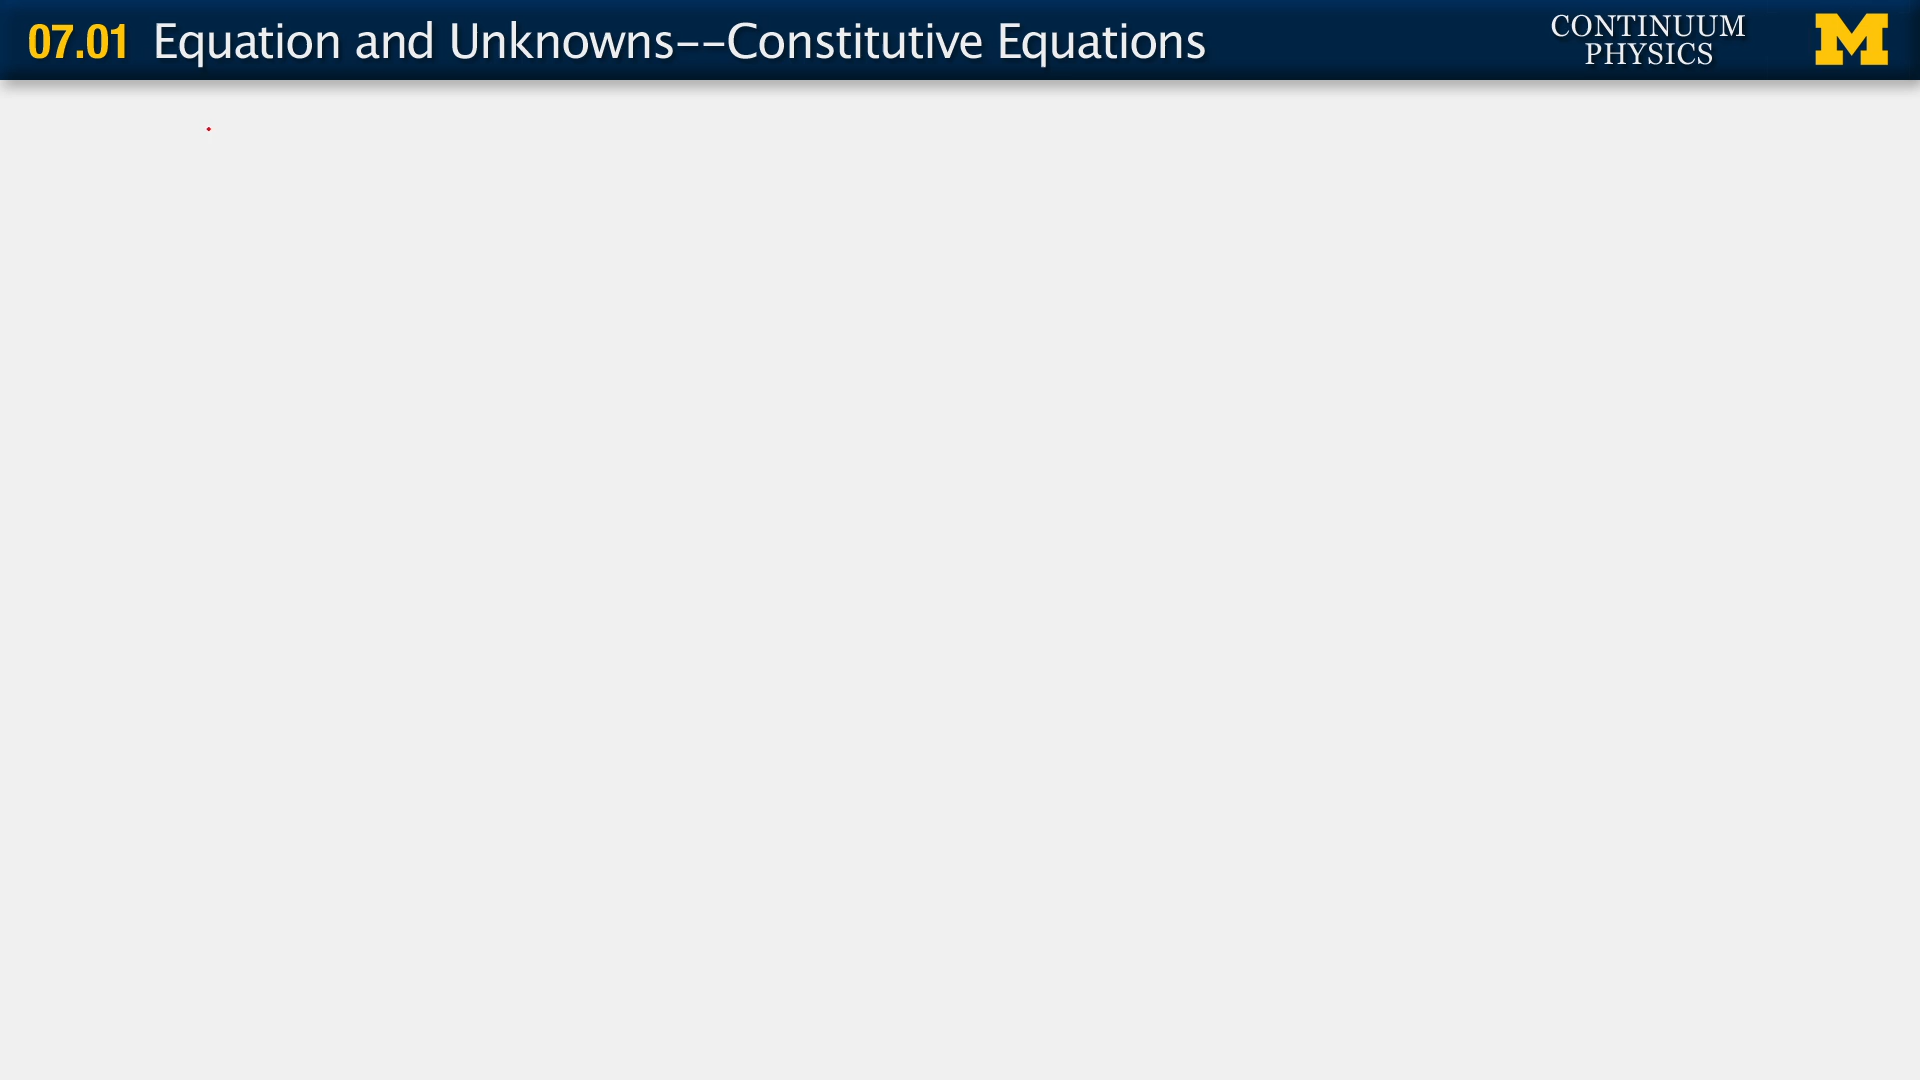 07.01 Equation and Unknowns--Constitutive Equations
CONTINUUM
PHYSICS
M